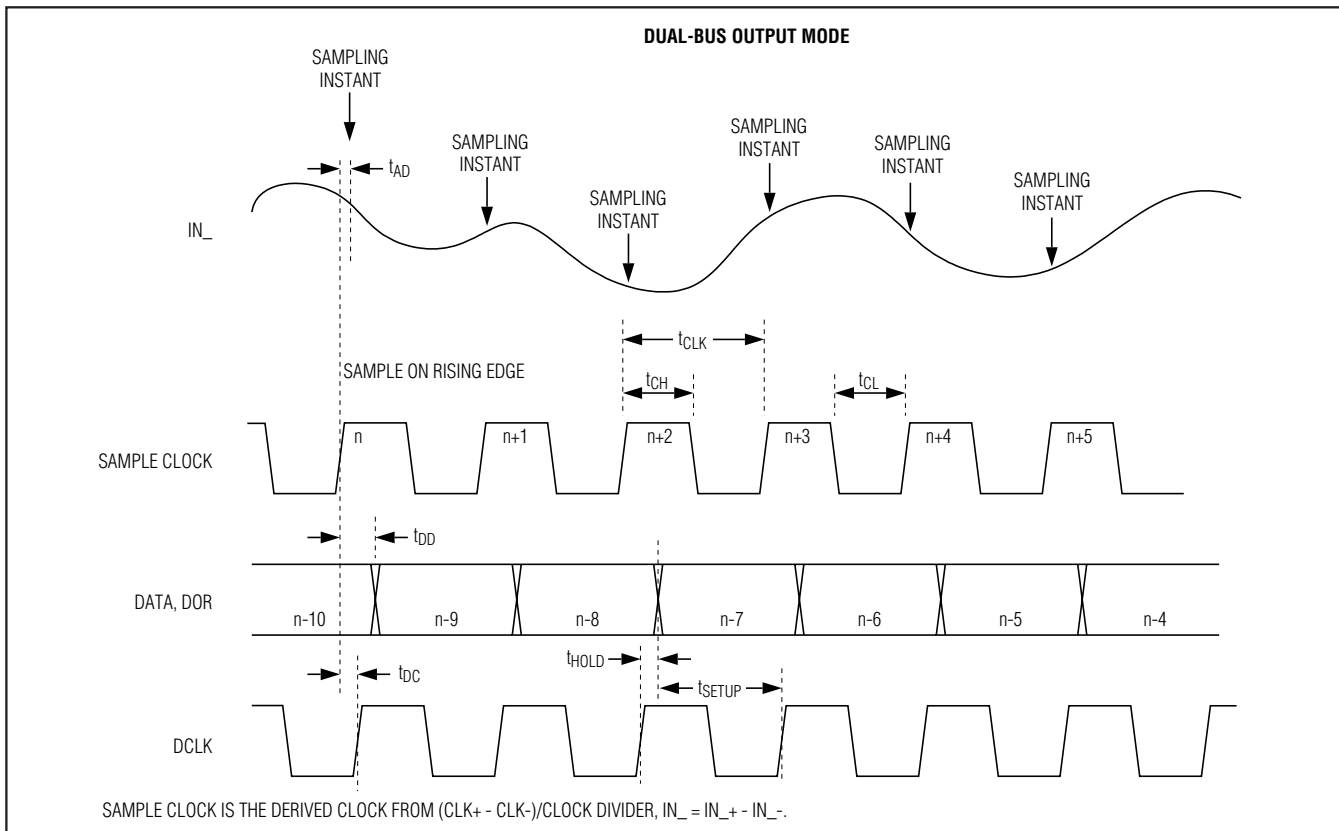 DUAL-BUS OUTPUT MODE
SAMPLING
INSTANT
tAD
SAMPLING
INSTANT
SAMPLING
INSTANT
SAMPLING
INSTANT
SAMPLING
INSTANT
SAMPLING
INSTANT
IN_
tCLK
SAMPLE ON RISING EDGE
tCH
tCL
SAMPLE CLOCK
n
n+1
n+2
n+3
n+4
n+5
tDD
DATA, DOR
n-10
n-9
n-8
n-7
n-6
n-5
n-4
tDC
tHOLD
tSETUP
DCLK
SAMPLE CLOCK IS THE DERIVED CLOCK FROM (CLK+ - CLK-)/CLOCK DIVIDER, IN_ = IN_+ - IN_-.